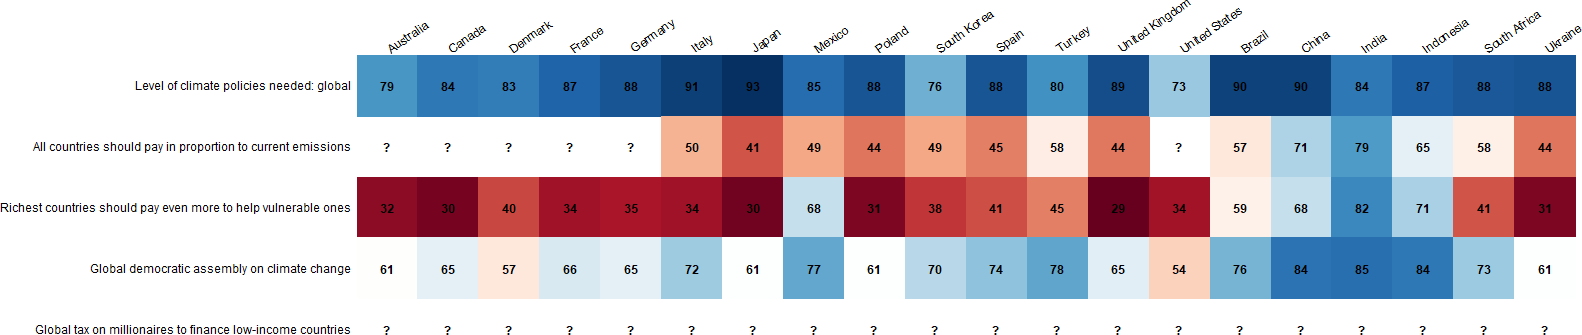 Australia Canada Denmark France Germany Italy Japan Mexico Poland South Korea Spain Turkey United Kingdom United States Brazil China India Indonesia South Africa Ukraine
Level of climate policies needed: global 79 84 83 87 88 91 93 85 88 76 88 80 89 73 90 90 84 87 88 88
All countries should pay in proportion to current emissions ? ? ? ? ? 50 41 49 44 49 45 58 44 ? 57 71 79 65 58 44
Richest countries should pay even more to help vulnerable ones 32 30 40 34 35 34 30 68 31 38 41 45 29 34 59 68 82 71 41 31
Global democratic assembly on climate change 61 65 57 66 65 72 61 77 61 70 74 78 65 54 76 84 85 84 73 61
Global tax on millionaires to finance low-income countries ? ? ? ? ? ? ? ? ? ? ? ? ? ? ? ? ? ? ? ?